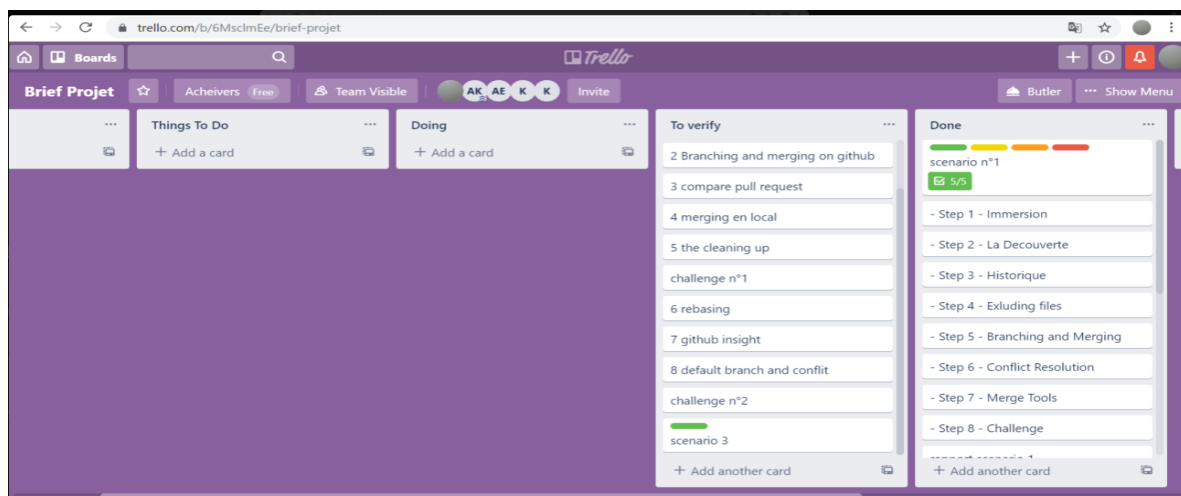 trello.com/b/6MsclmEe/brief-projet
Boards
Trello
Brief Projet
Acheivers Free
Team Visible
AK AE K K
Invite
Butler
... Show Menu
Things To Do
+ Add a card
Doing
+ Add a card
To verify
2 Branching and merging on github
3 compare pull request
4 merging en local
5 the cleaning up
challenge n°1
6 rebasing
7 github insight
8 default branch and conflit
challenge n°2
scenario 3
+ Add another card
Done
scenario n°1
5/5
- Step 1 - Immersion
- Step 2 - La Decouverte
- Step 3 - Historique
- Step 4 - Exluding files
- Step 5 - Branching and Merging
- Step 6 - Conflict Resolution
- Step 7 - Merge Tools
- Step 8 - Challenge
+ Add another card